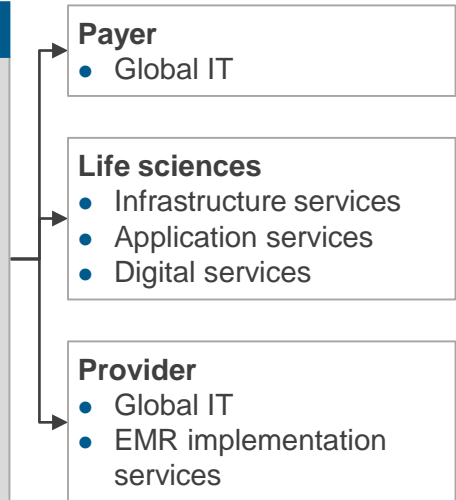 Payer
● Global IT
Life sciences
● Infrastructure services
● Application services
● Digital services
Provider
● Global IT
● EMR implementation
services